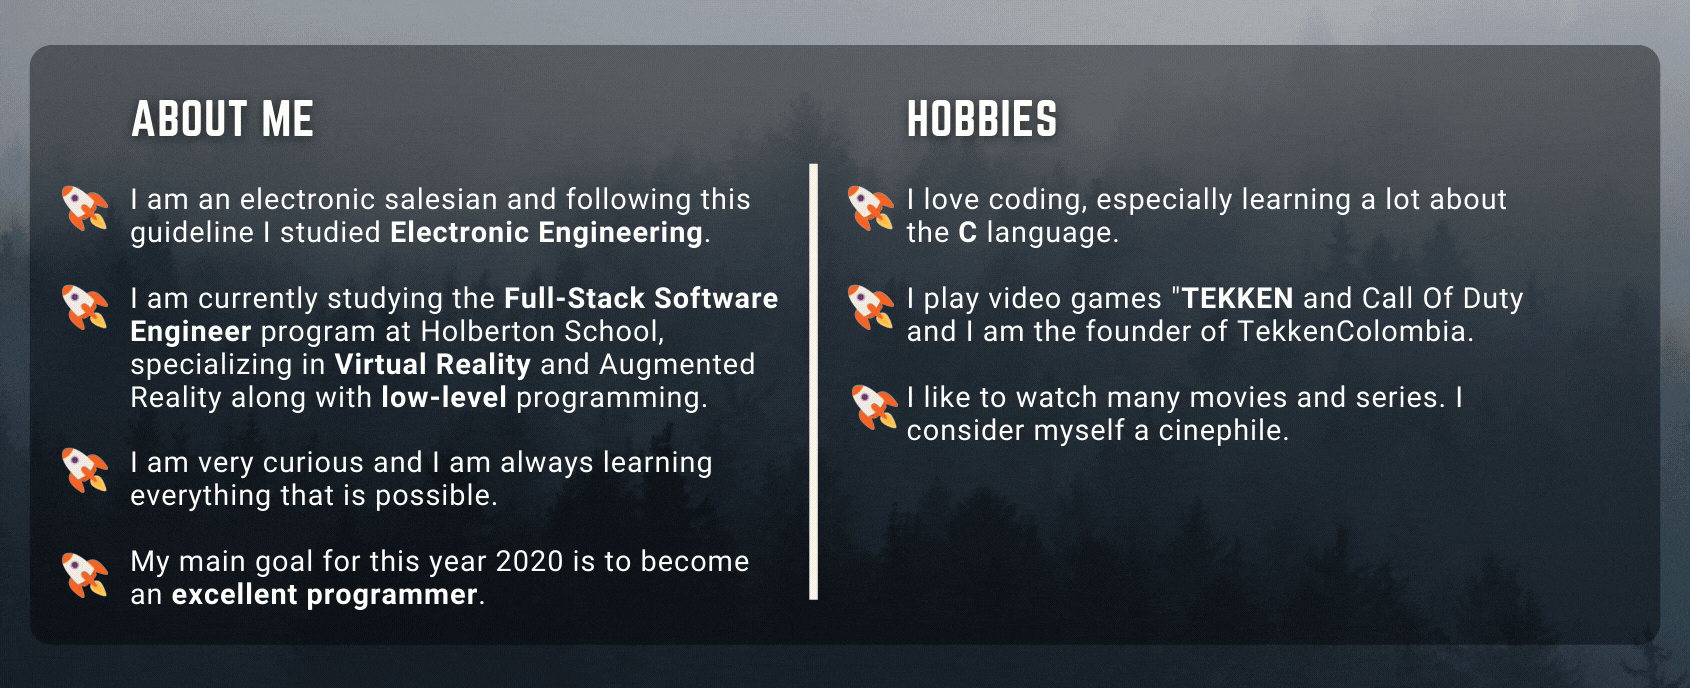 ABOUT ME
I am an electronic salesian and following this
guideline I studied Electronic Engineering.
I am currently studying the Full-Stack Software
Engineer program at Holberton School,
specializing in Virtual Reality and Augmented
Reality along with low-level programming.
I am very curious and I am always learning
everything that is possible.
My main goal for this year 2020 is to become
an excellent programmer.
HOBBIES
I love coding, especially learning a lot about
the C language.
I play video games "TEKKEN and Call Of Duty
and I am the founder of TekkenColombia.
I like to watch many movies and series. I
consider myself a cinephile.